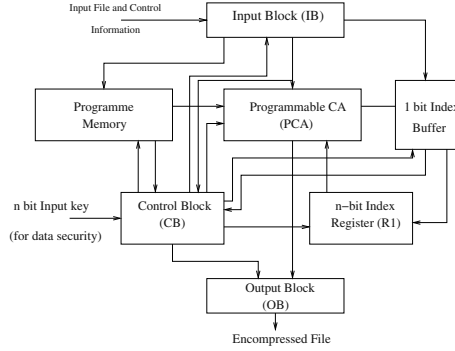 Input File and Control
Information
Input Block (IB)
Programme
Memory
Programmable CA
(PCA)
1 bit Index
Buffer
n bit Input key
(for data security)
Control Block
(CB)
n−bit Index
Register (R1)
Output Block
(OB)
Encompressed File